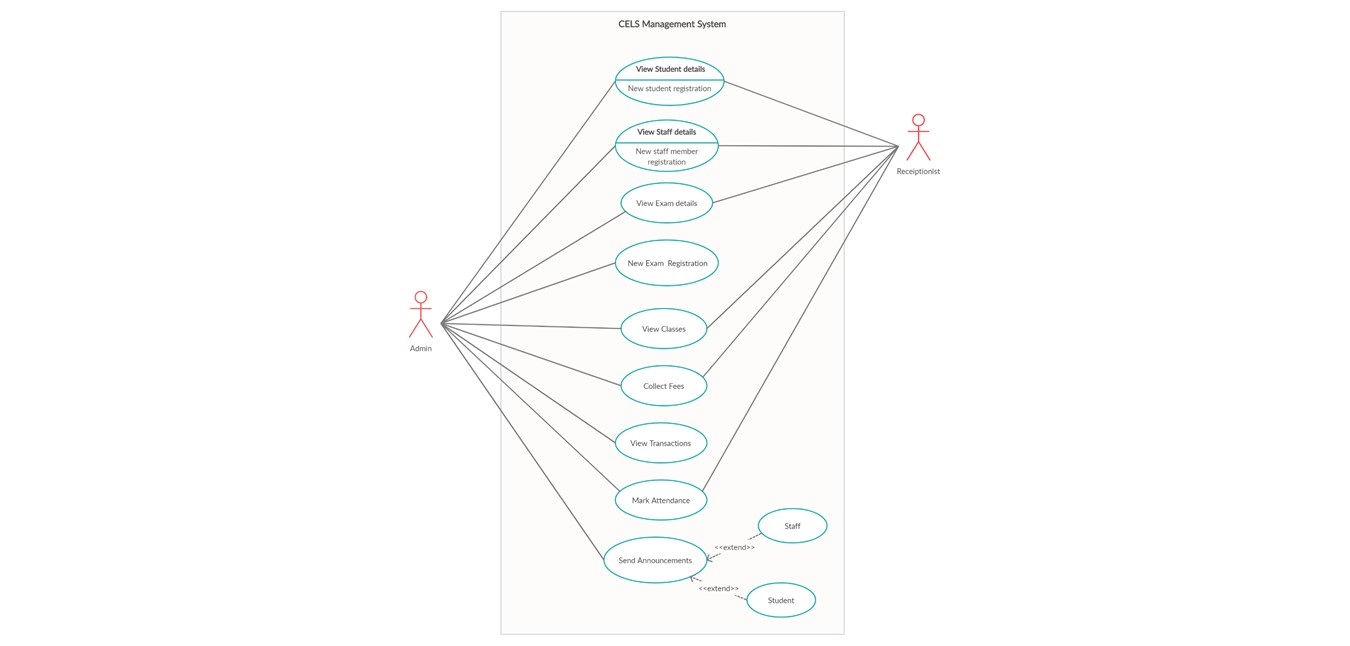 CELS Management System
View Student details
New student registration
View Staff details
New staff member
registration
Receiptionist
View Exam details
New Exam Registration
View Classes
Admin
Collect Fees
View Transactions
Mark Attendance
Staff
<<extend>>
Send Announcements
<<extend>>
Student